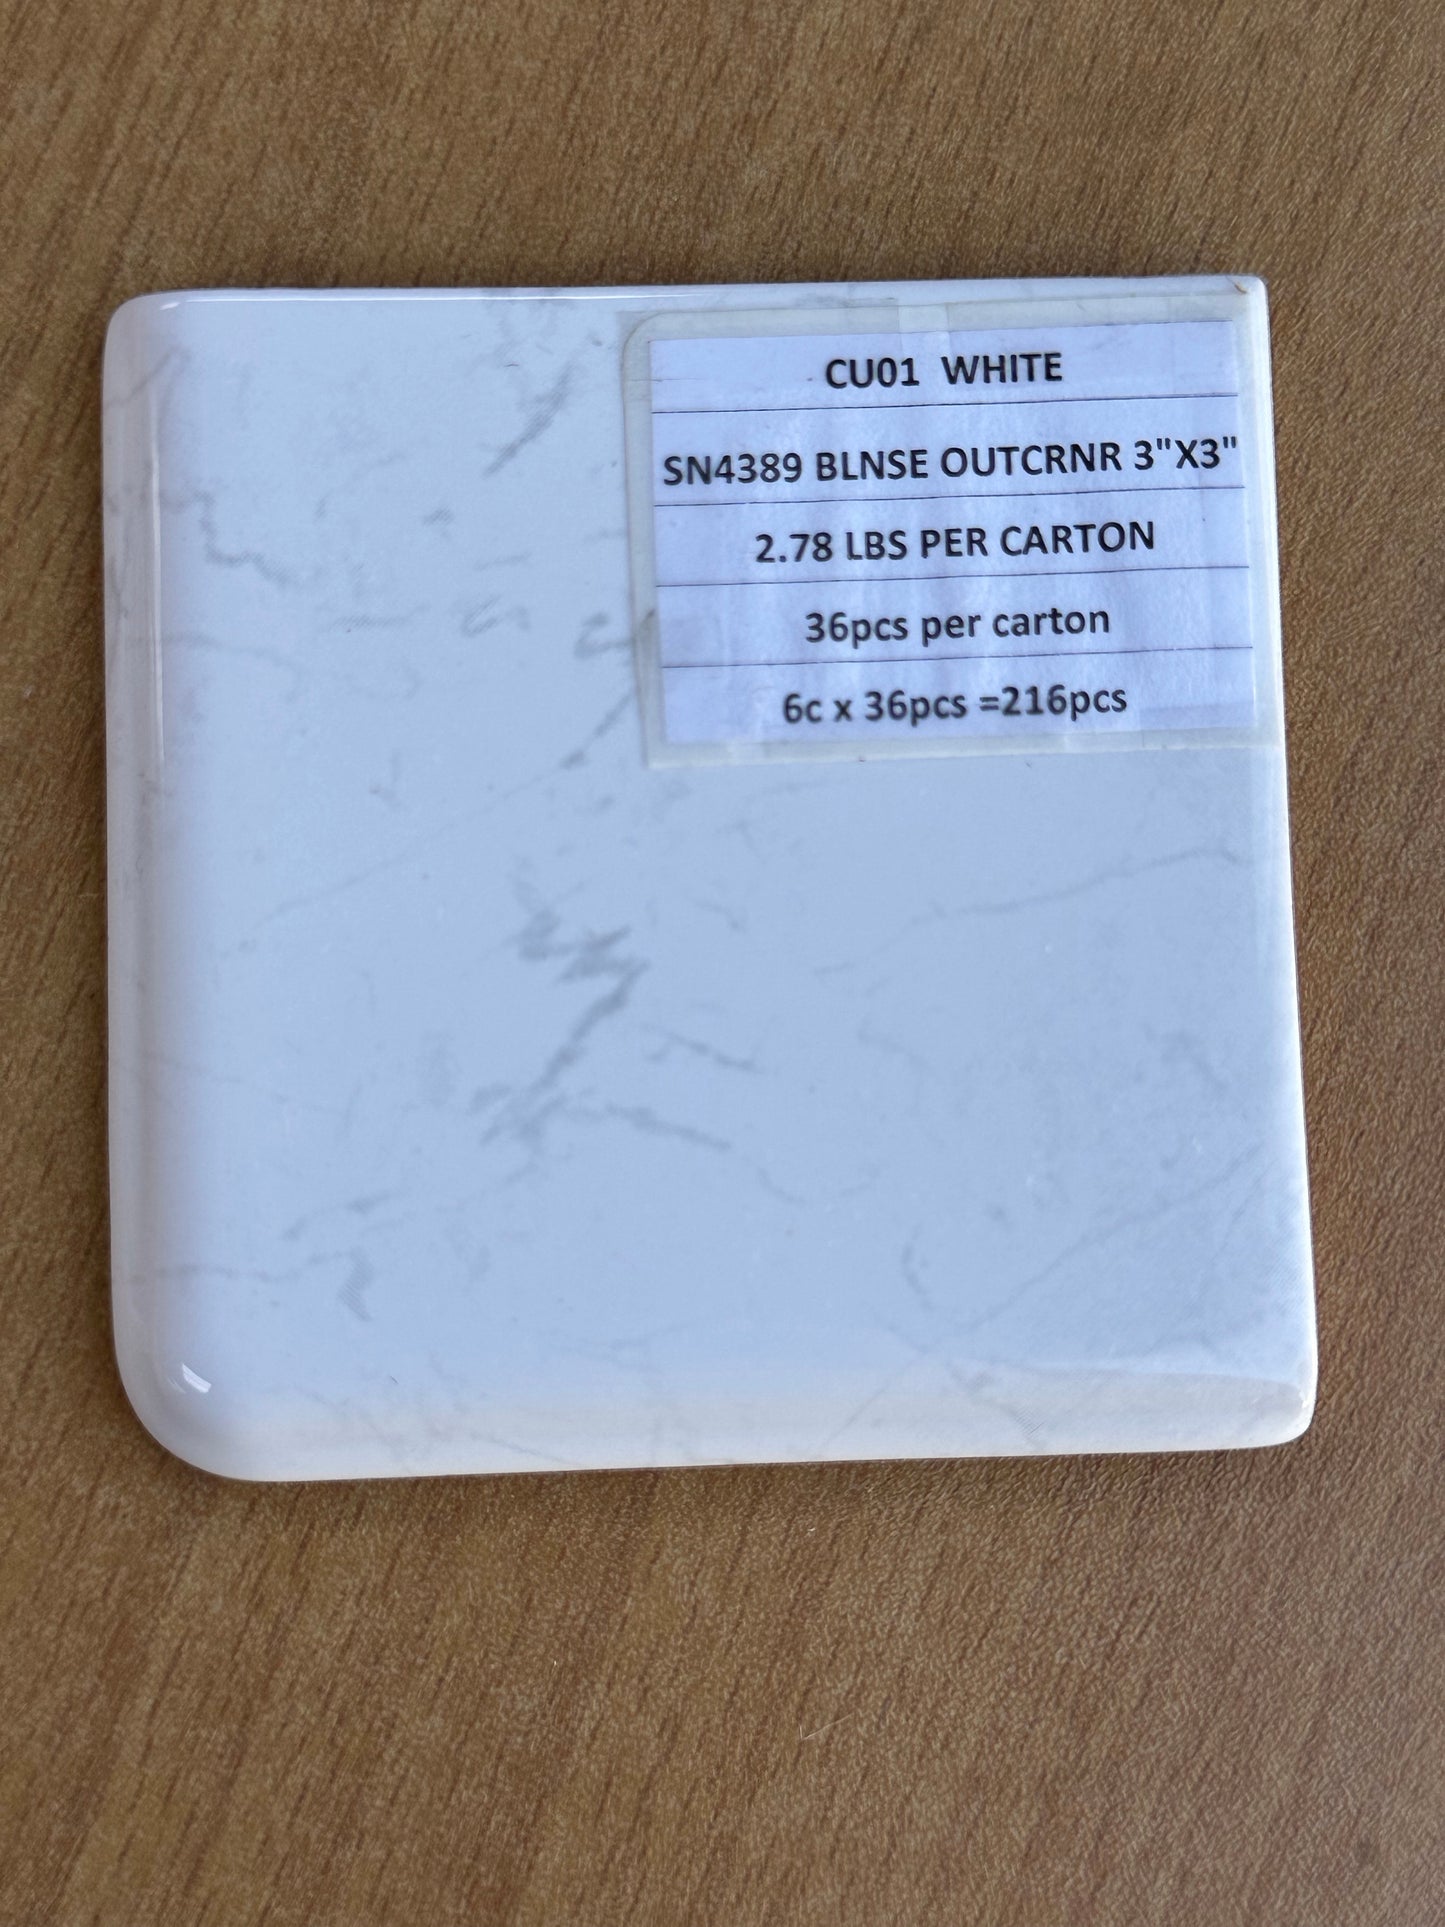 CU01 WHITE
SN4389 BLNSE OUTCRNR 3"X3"
2.78 LBS PER CARTON
36pcs per carton
6c x 36pcs =216pcs